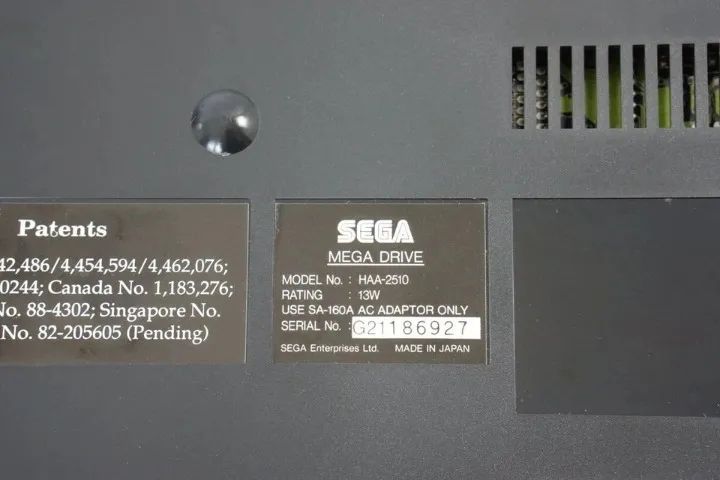 Patents
42,486/4,454,594/4,462,076;
0244; Canada No. 1,183,276;
No. 88-4302; Singapore No.
No. 82-205605 (Pending)
SEGA
MEGA DRIVE
MODEL No. : HAA-2510
RATING : 13W
USE SA-160A AC ADAPTOR ONLY
SERIAL No. : G21186927
SEGA Enterprises Ltd. MADE IN JAPAN